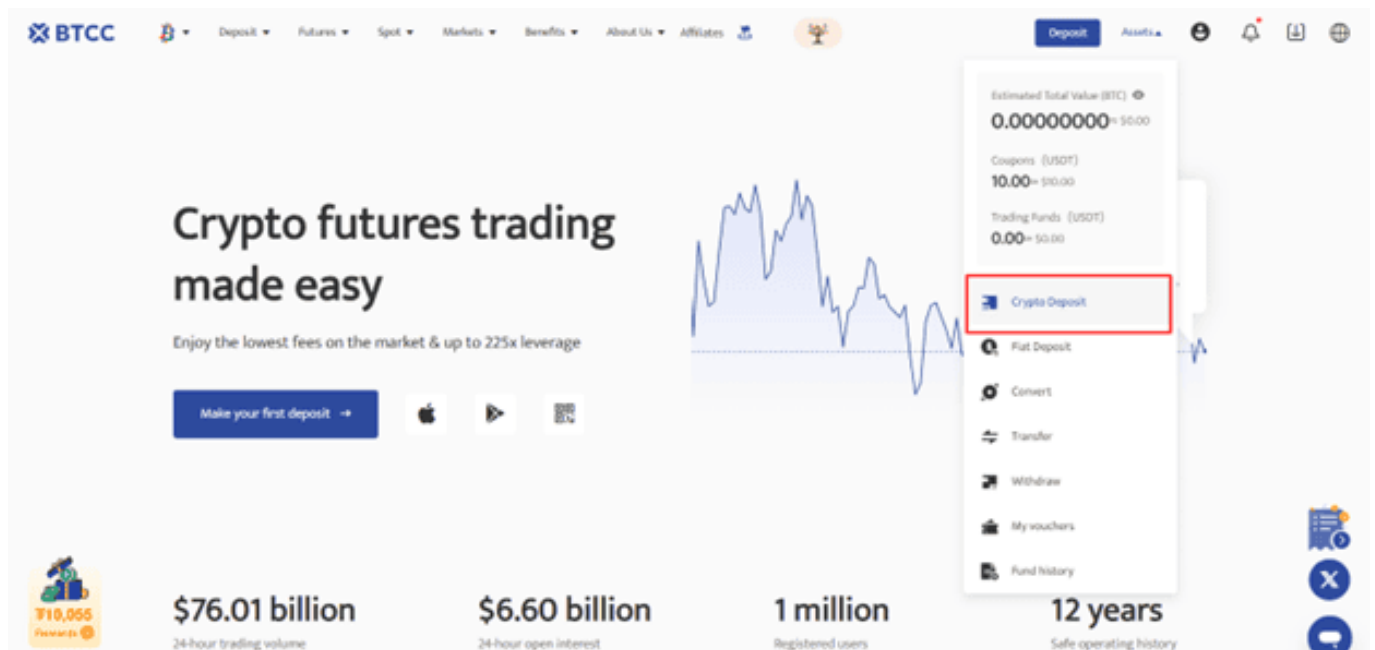 BTCC
Deposit
Futures
Spot
Markets
Benefits
About Us
Affiliates
Deposit
Assets
Estimated Total Value (BTC)
0.00000000≈ $0.00
Coupons (USDT)
10.00≈ $10.00
Trading Funds (USDT)
0.00≈ $0.00
Crypto Deposit
Fiat Deposit
Convert
Transfer
Withdraw
My vouchers
Fund history
Crypto futures trading
made easy
Enjoy the lowest fees on the market & up to 225x leverage
Make your first deposit →
₮10,055
Rewards
$76.01 billion
24-hour trading volume
$6.60 billion
24-hour open interest
1 million
Registered users
12 years
Safe operating history